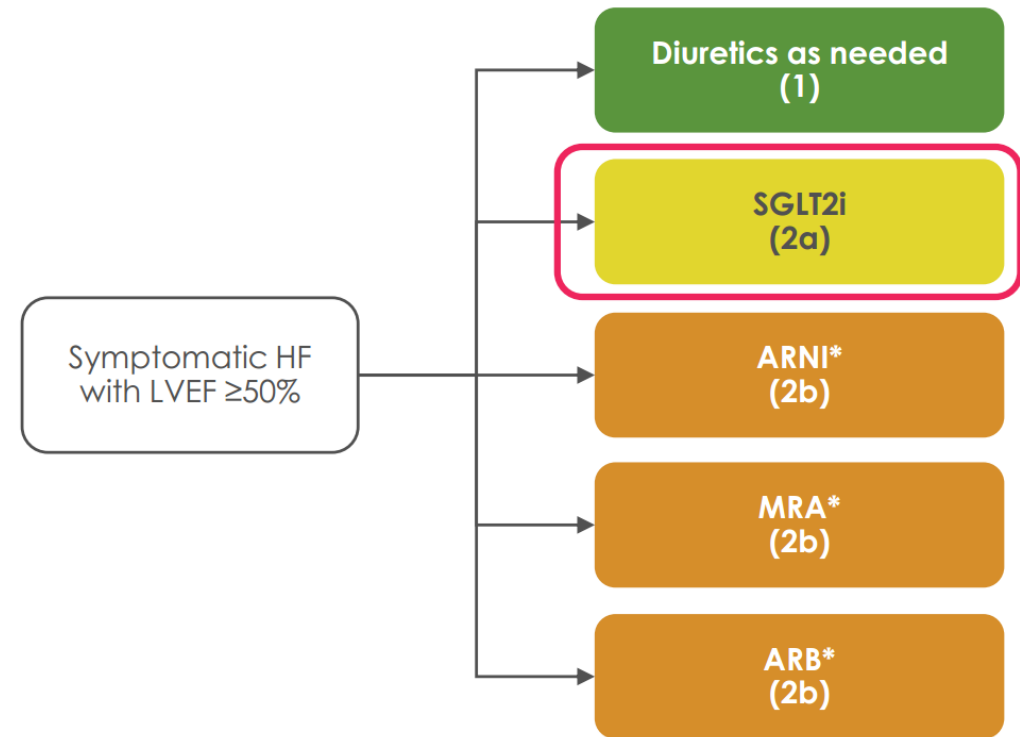 Diuretics as needed
(1)
SGLT2i
(2a)
Symptomatic HF
with LVEF ≥50%
ARNI*
(2b)
MRA*
(2b)
ARB*
(2b)